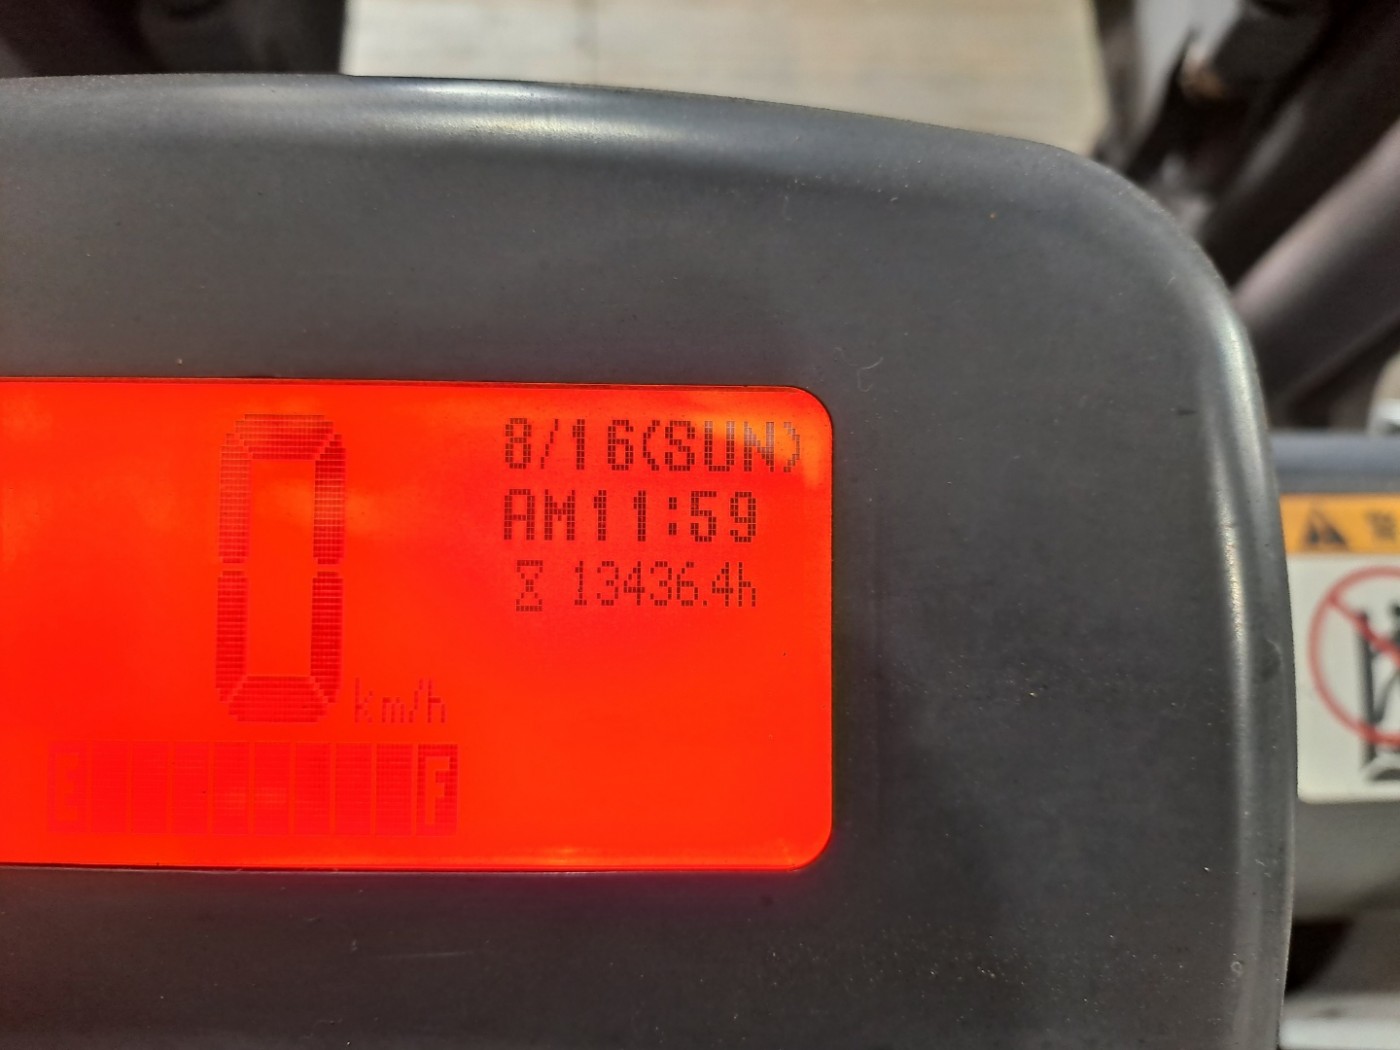 8/16(SUN)
AM11:59
13436.4h
0 km/h
E F